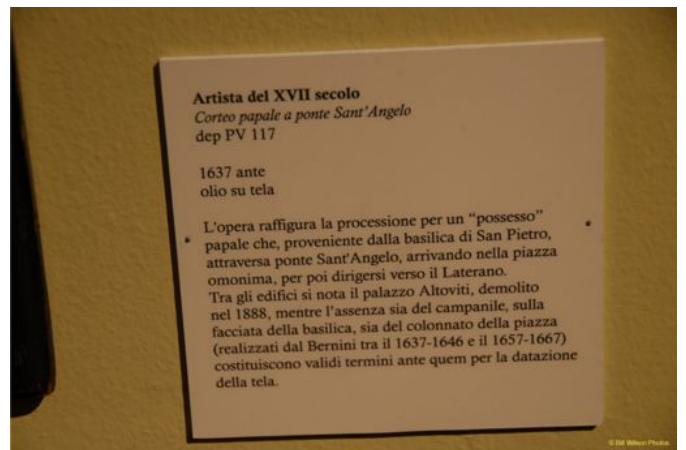 Artista del XVII secolo
Corteo papale a ponte Sant'Angelo
dep PV 117
1637 ante
olio su tela
L'opera raffigura la processione per un "possesso"
papale che, proveniente dalla basilica di San Pietro,
attraversa ponte Sant'Angelo, arrivando nella piazza
omonima, per poi dirigersi verso il Laterano.
Tra gli edifici si nota il palazzo Altoviti, demolito
nel 1888, mentre l'assenza sia del campanile, sulla
facciata della basilica, sia del colonnato della piazza
(realizzati dal Bernini tra il 1637-1646 e il 1657-1667)
costituiscono validi termini ante quem per la datazione
della tela.
© Bill Wilson Photos